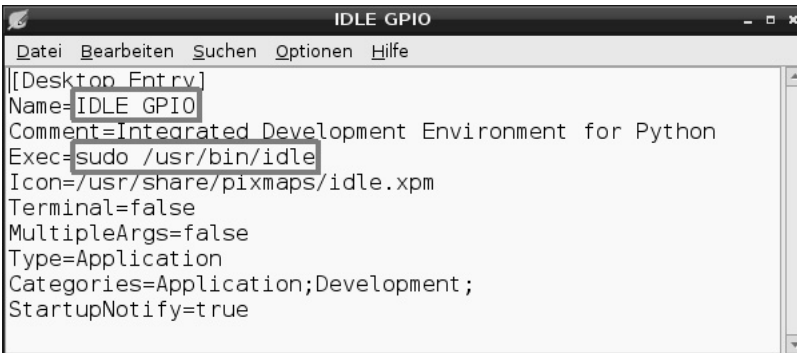 IDLE GPIO
Datei Bearbeiten Suchen Optionen Hilfe
[Desktop Entry]
Name=IDLE GPIO
Comment=Integrated Development Environment for Python
Exec=sudo /usr/bin/idle
Icon=/usr/share/pixmaps/idle.xpm
Terminal=false
MultipleArgs=false
Type=Application
Categories=Application;Development;
StartupNotify=true